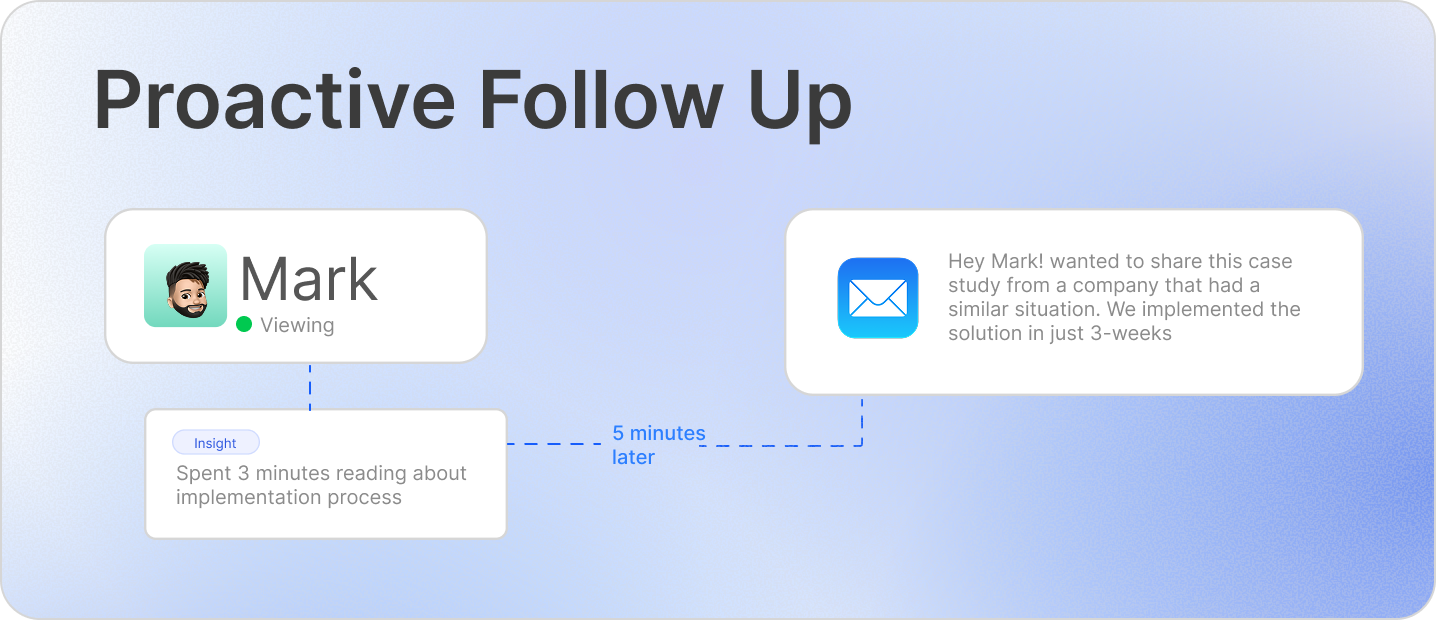 Proactive Follow Up
Mark
Viewing
Insight
Spent 3 minutes reading about
implementation process
5 minutes
later
Hey Mark! wanted to share this case
study from a company that had a
similar situation. We implemented the
solution in just 3-weeks